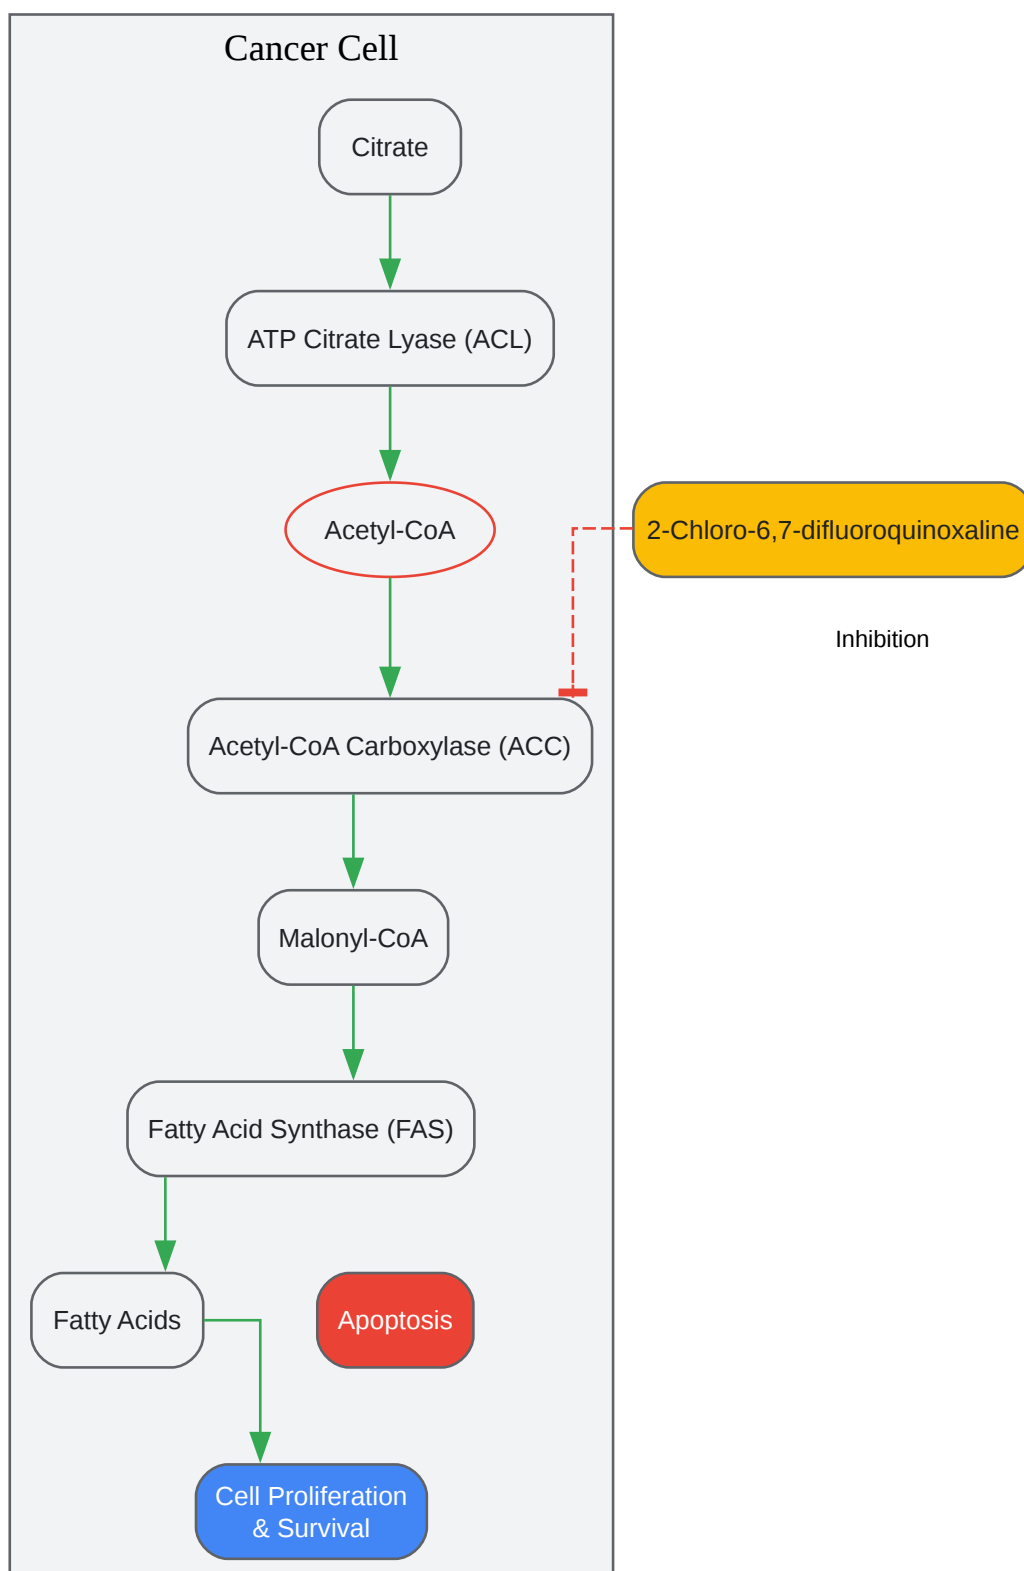 Cancer Cell
Citrate
ATP Citrate Lyase (ACL)
Acetyl-CoA
2-Chloro-6,7-difluoroquinoxaline
Inhibition
Acetyl-CoA Carboxylase (ACC)
Malonyl-CoA
Fatty Acid Synthase (FAS)
Fatty Acids
Apoptosis
Cell Proliferation
& Survival